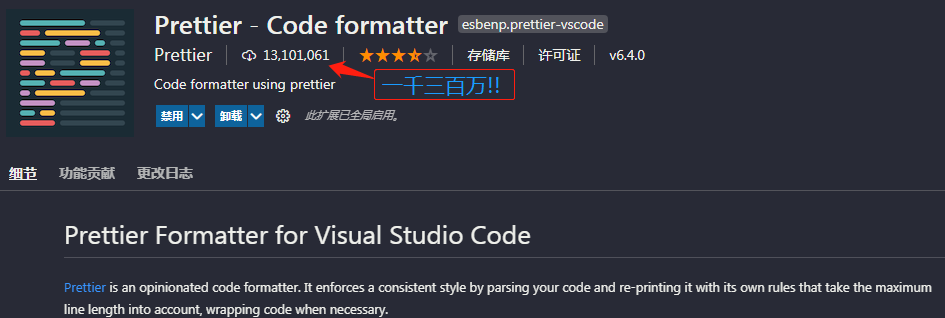 Prettier - Code formatter esbenp.prettier-vscode
Prettier 13,101,061 存储库 许可证 v6.4.0
Code formatter using prettier 一千三百万!!
禁用 卸载 此扩展已全局启用。
细节 功能贡献 更改日志
Prettier Formatter for Visual Studio Code
Prettier is an opinionated code formatter. It enforces a consistent style by parsing your code and re-printing it with its own rules that take the maximum
line length into account, wrapping code when necessary.